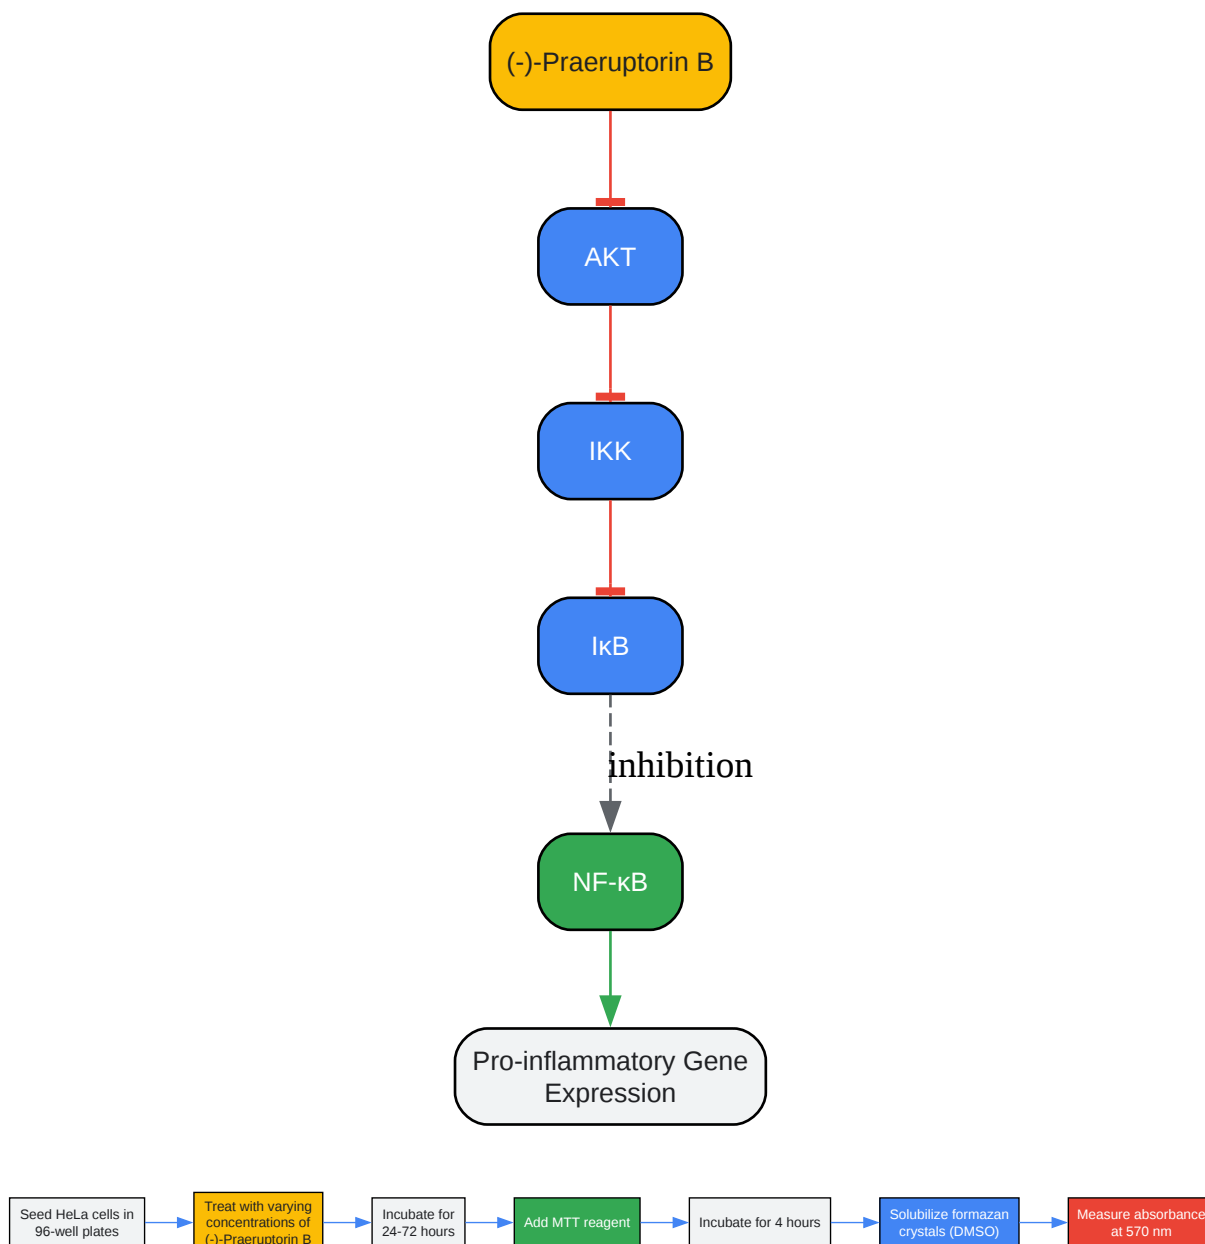 (-)-Praeruptorin B
AKT
IKK
IκB
inhibition
NF-κB
Pro-inflammatory Gene
Expression
Seed HeLa cells in
96-well plates
Treat with varying
concentrations of
(-)-Praeruptorin B
Incubate for
24-72 hours
Add MTT reagent
Incubate for 4 hours
Solubilize formazan
crystals (DMSO)
Measure absorbance
at 570 nm